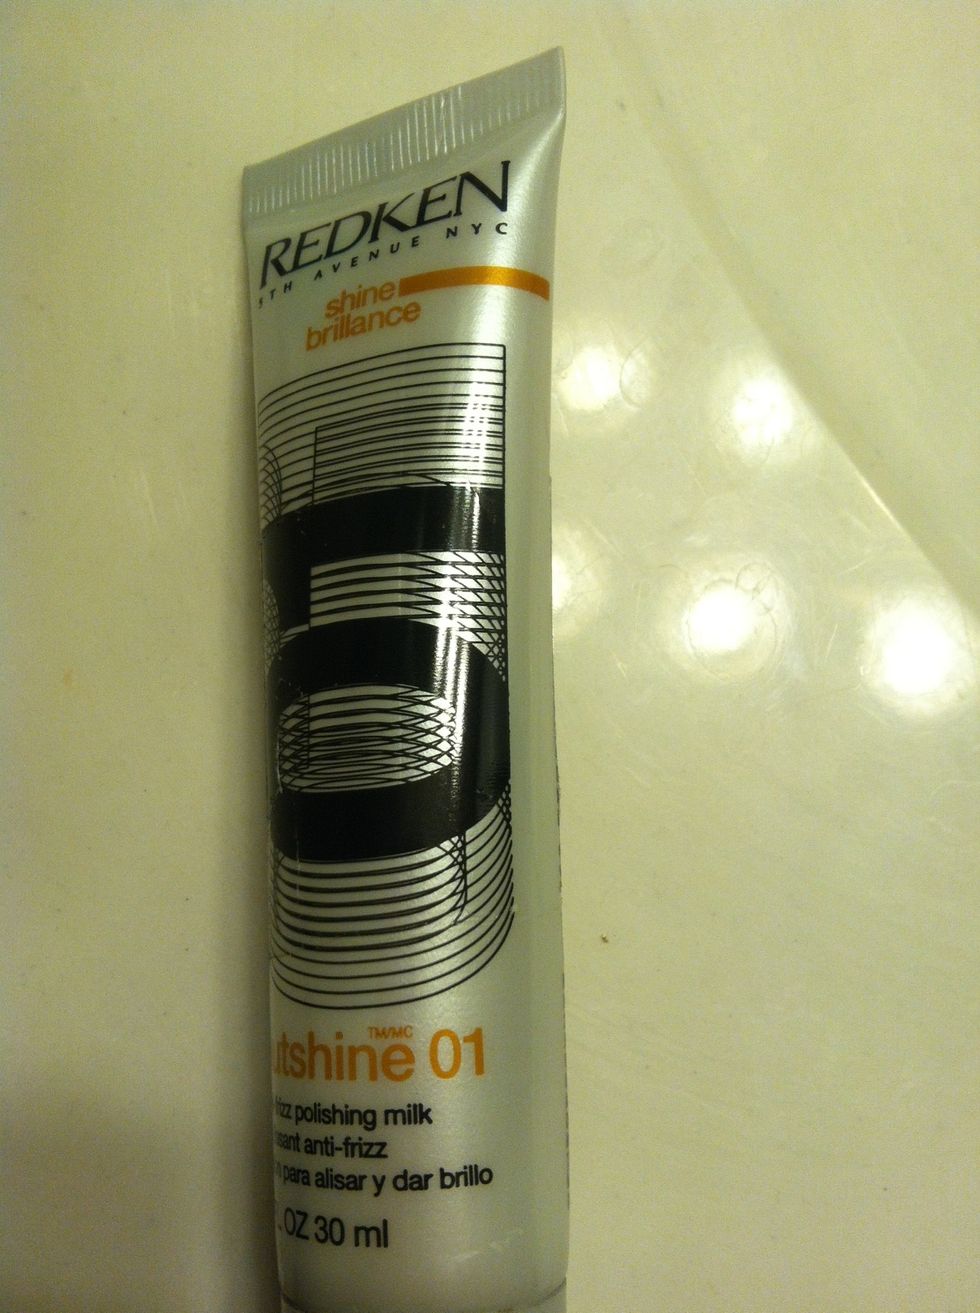 REDKEN
5TH AVENUE NYC
shine
brillance
utshine TM/MC 01
frizz polishing milk
anti-frizz
para alisar y dar brillo
OZ 30 ml